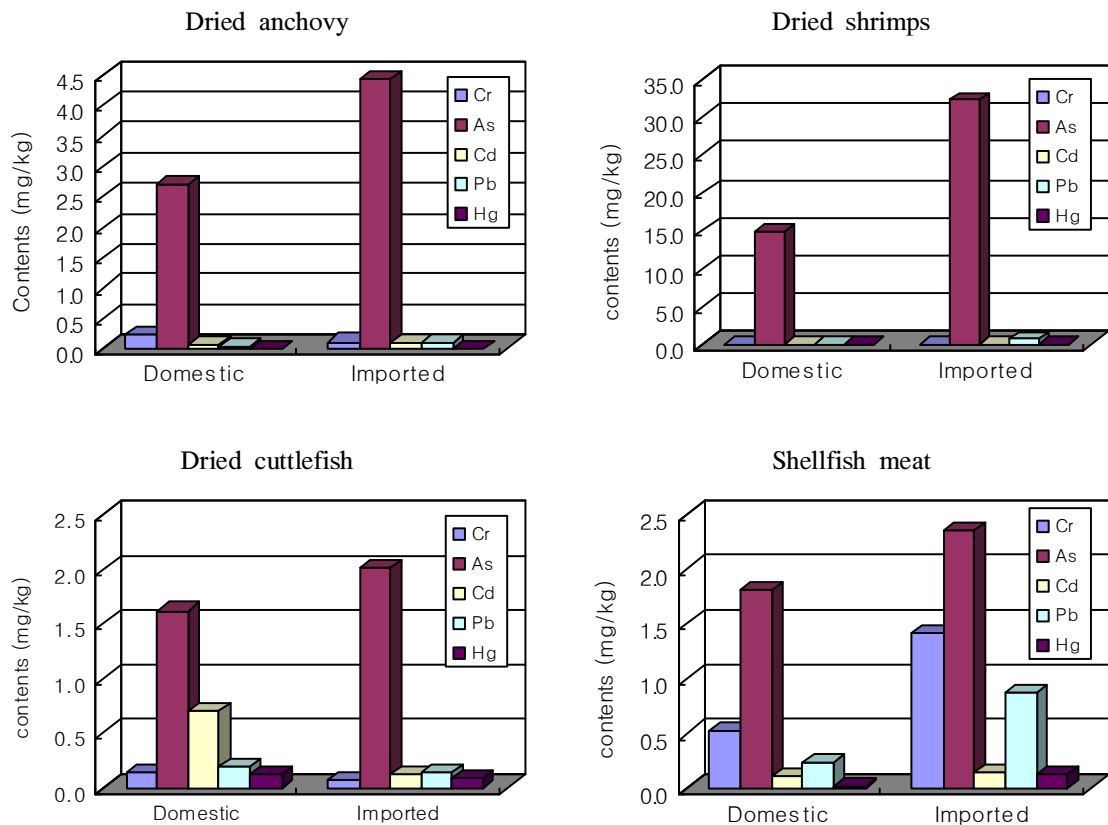 Dried anchovy
Contents (mg/kg)
4.5
4.0
3.5
3.0
2.5
2.0
1.5
1.0
0.5
0.0
Cr
As
Cd
Pb
Hg
Domestic Imported
Dried shrimps
contents (mg/kg)
35.0
30.0
25.0
20.0
15.0
10.0
5.0
0.0
Cr
As
Cd
Pb
Hg
Domestic Imported
Dried cuttlefish
contents (mg/kg)
2.5
2.0
1.5
1.0
0.5
0.0
Cr
As
Cd
Pb
Hg
Domestic Imported
Shellfish meat
contents (mg/kg)
2.5
2.0
1.5
1.0
0.5
0.0
Cr
As
Cd
Pb
Hg
Domestic Imported